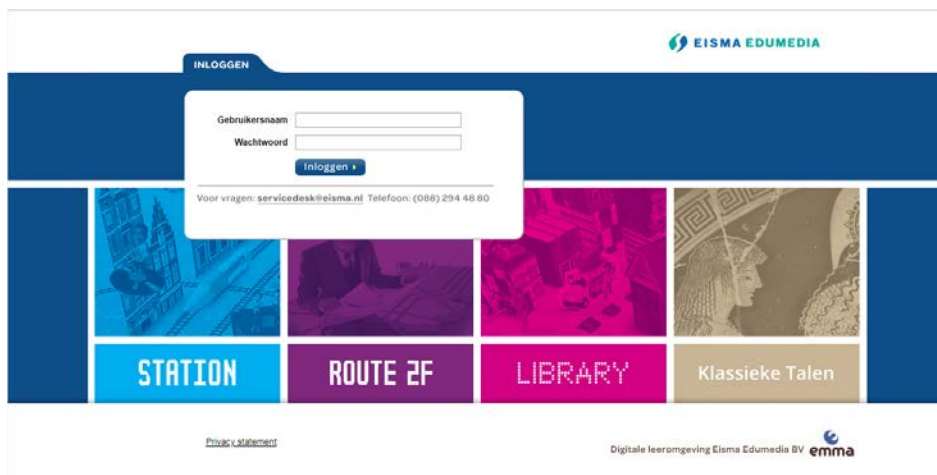 EISMA EDUMEDIA
INLOGGEN
Gebruikersnaam
Wachtwoord
Inloggen
Voor vragen: servicedesk@eisma.nl Telefoon: (088) 294 48 80
STATION
ROUTE 2F
LIBRARY
Klassieke Talen
Privacy statement
Digitale leeromgeving Eisma Edumedia BV emma